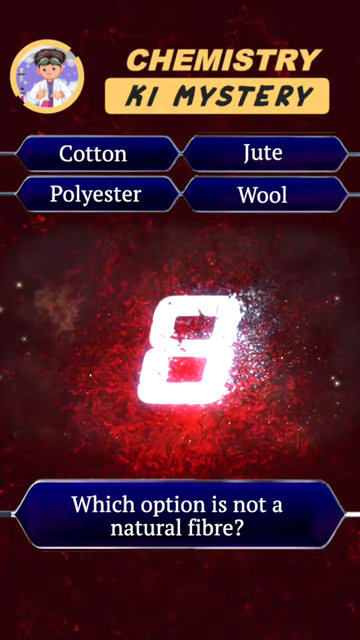 CHEMISTRY
KI MYSTERY
Cotton
Jute
Polyester
Wool
8
Which option is not a
natural fibre?